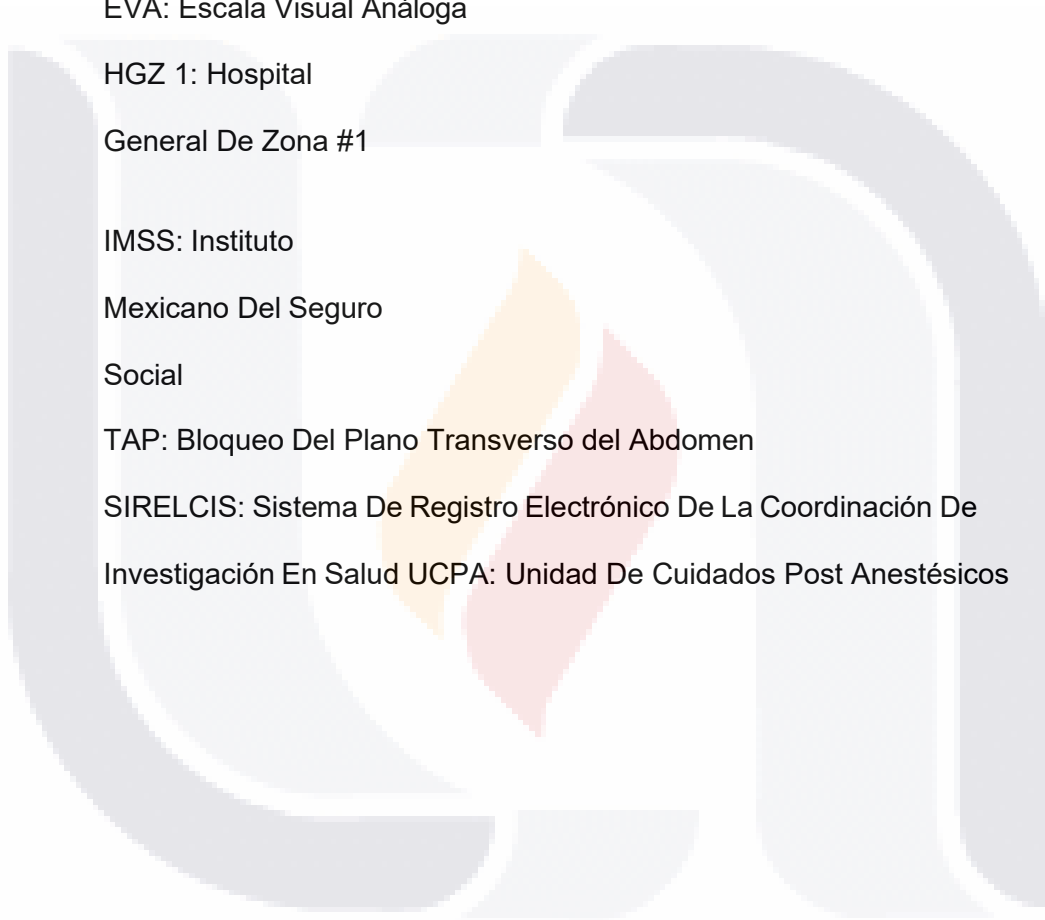 EVA: Escala Visual Análoga
HGZ 1: Hospital
General De Zona #1
IMSS: Instituto
Mexicano Del Seguro
Social
TAP: Bloqueo Del Plano Transverso del Abdomen
SIRELCIS: Sistema De Registro Electrónico De La Coordinación De
Investigación En Salud UCPA: Unidad De Cuidados Post Anestésicos